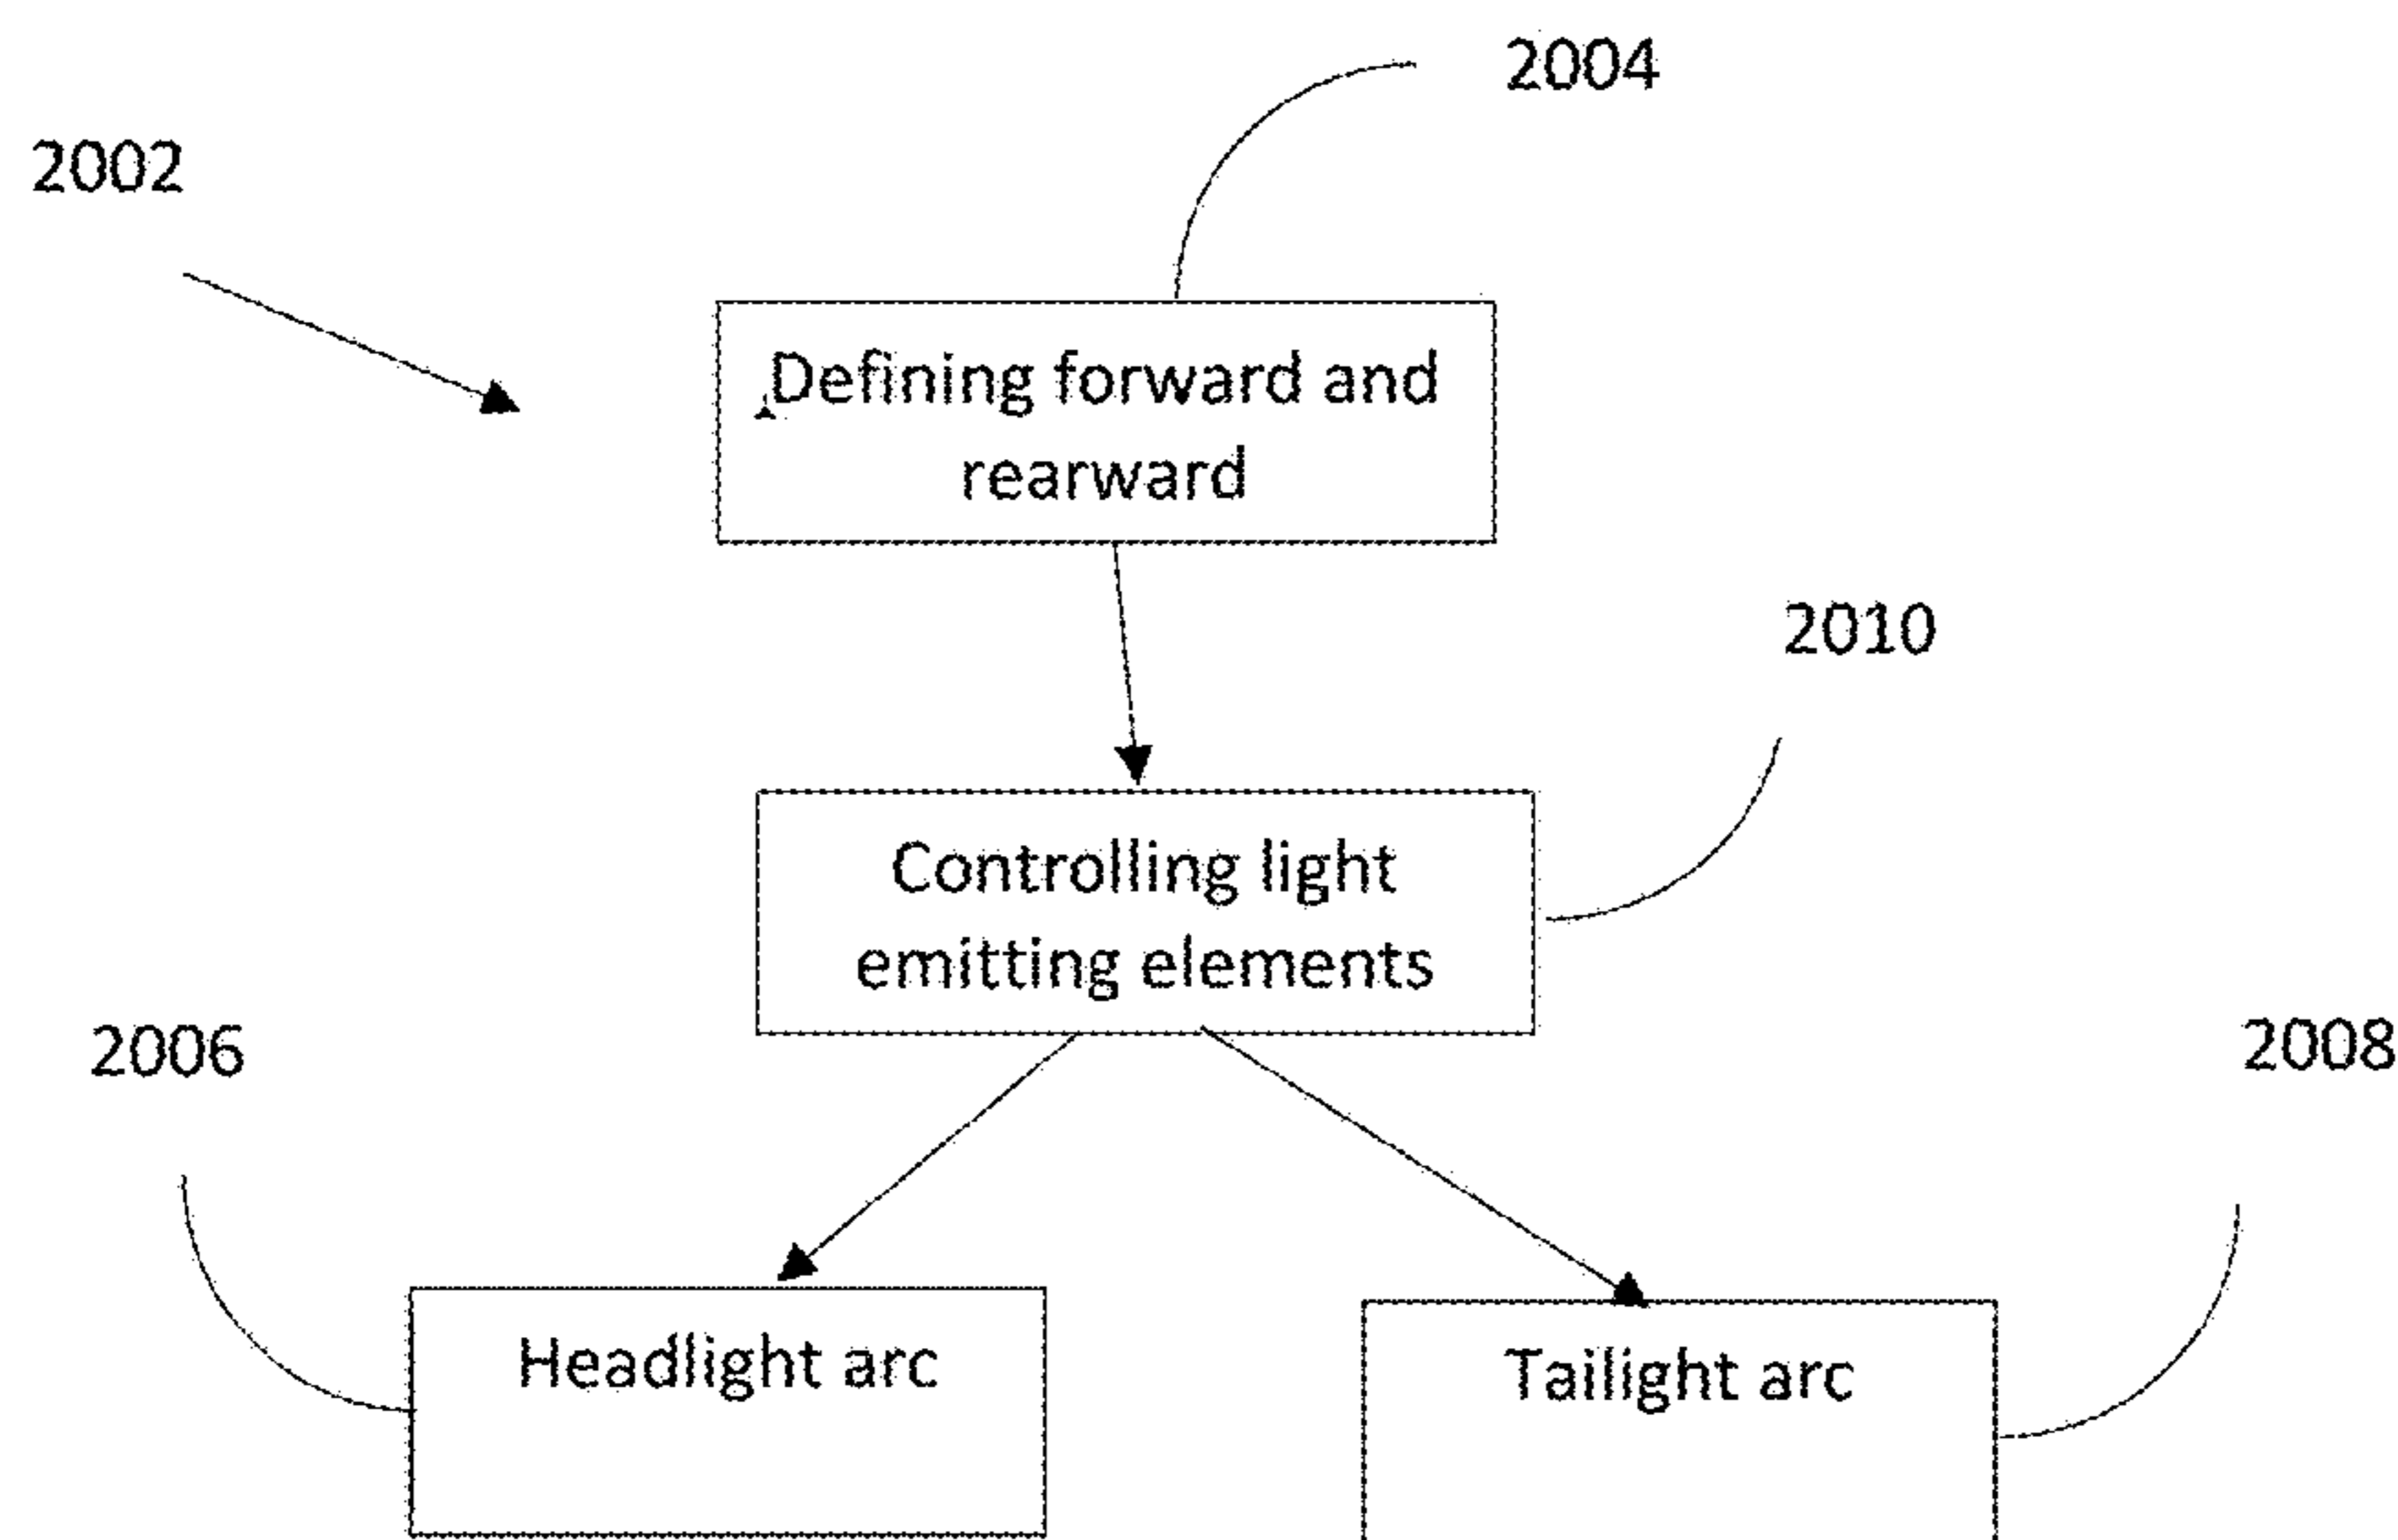 2004
2002
Defining forward and
rearward
2010
Controlling light
emitting elements
2006
2008
Headlight arc
Tailight arc